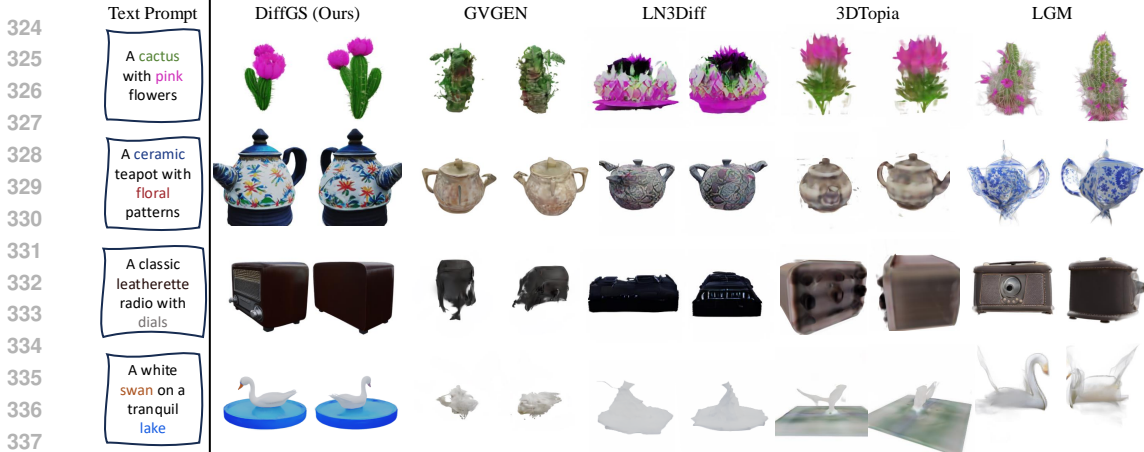 Text Prompt DiffGS (Ours) GVGEN LN3Diff 3DTopia LGM
324
325
326
327
328
329
330
331
332
333
334
335
336
337
A cactus
with pink
flowers
A ceramic
teapot with
floral
patterns
A classic
leatherette
radio with
dials
A white
swan on a
tranquil
lake